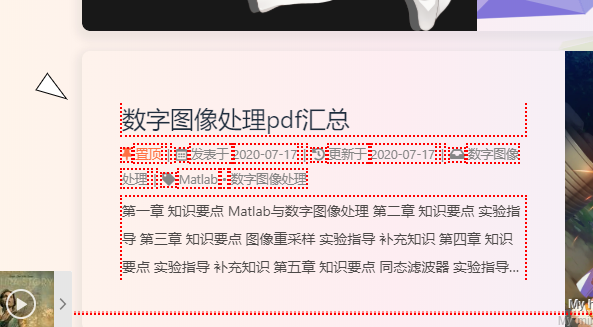 数字图像处理pdf汇总
置顶 | 发表于 2020-07-17 | 更新于 2020-07-17 | 数字图像
处理 | Matlab • 数字图像处理
第一章 知识要点 Matlab与数字图像处理 第二章 知识要点 实验指
导 第三章 知识要点 图像重采样 实验指导 补充知识 第四章 知识
要点 实验指导 补充知识 第五章 知识要点 同态滤波器 实验指导...